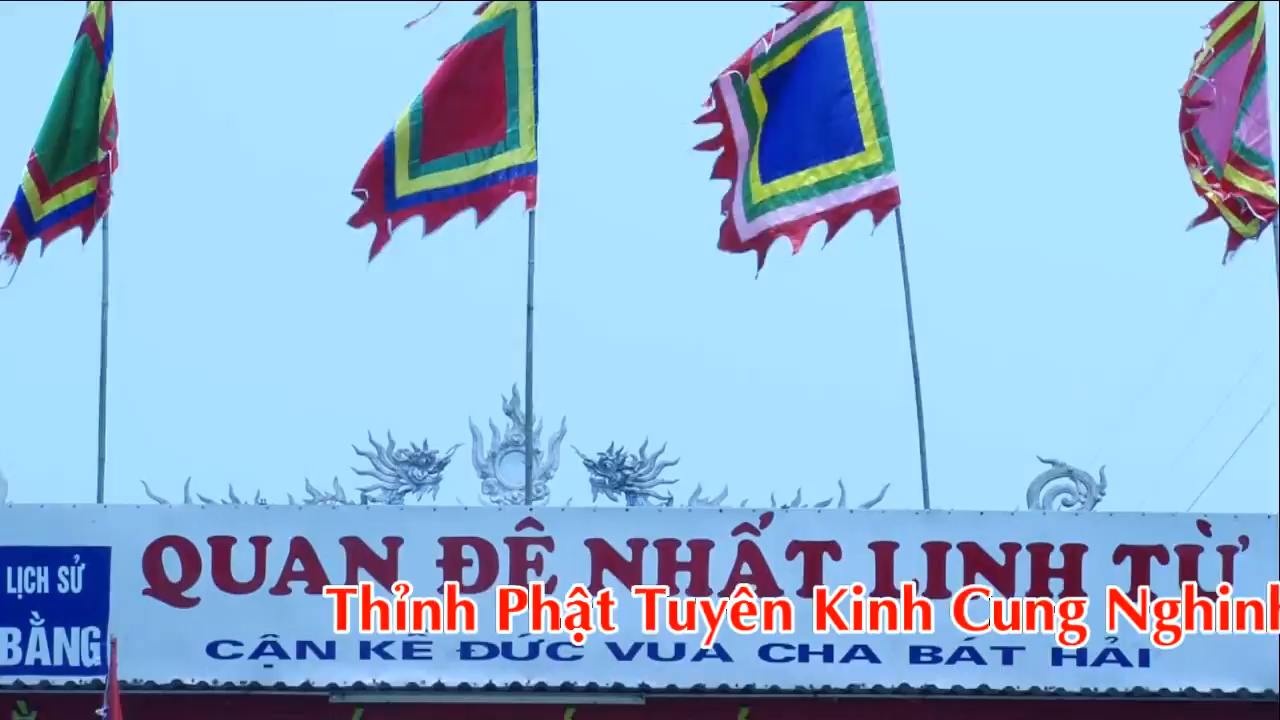 QUAN ĐỆ NHẤT LINH TỪ
LỊCH SỬ
BẰNG
Thỉnh Phật Tuyên Kinh Cung Nghinh
CẬN KỀ ĐỨC VUA CHA BÁT HẢI